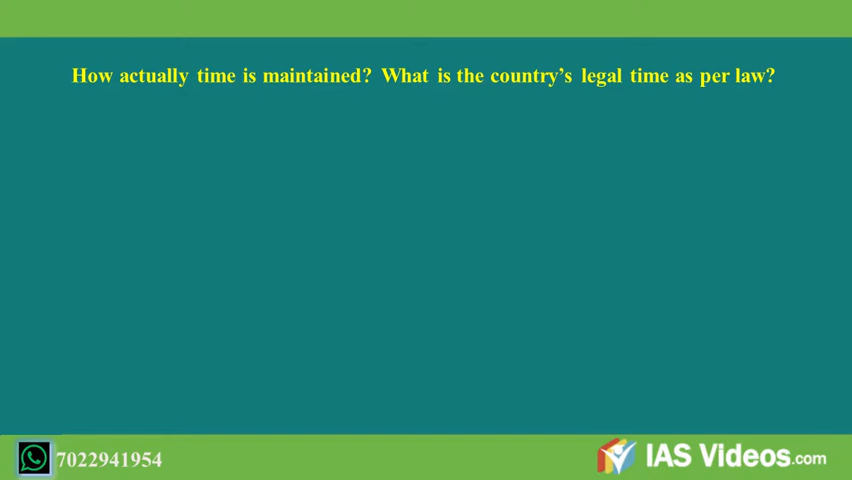 How actually time is maintained? What is the country’s legal time as per law?
7022941954
IAS Videos.com